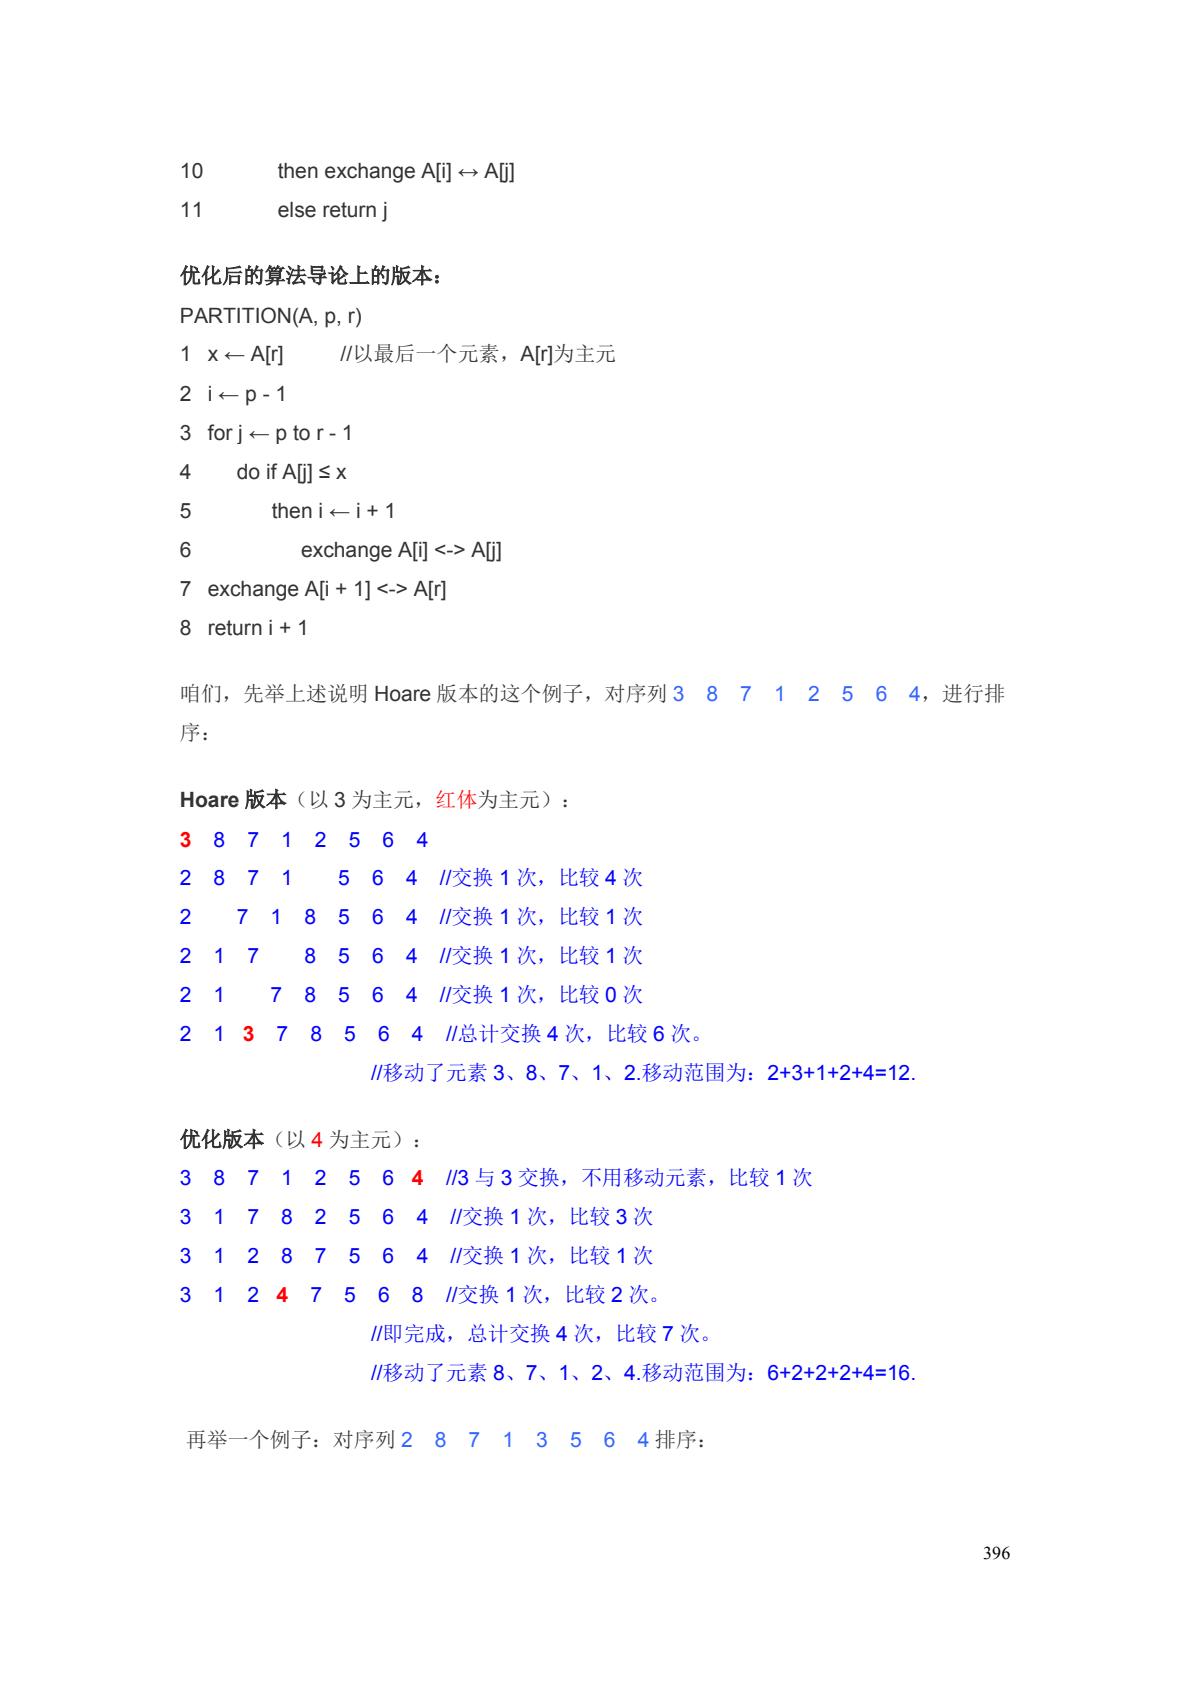 10 then exchange A[i] ↔ A[j]
11 else return j
优化后的算法导论上的版本：
PARTITION(A, p, r)
1 x ← A[r] //以最后一个元素，A[r]为主元
2 i ← p - 1
3 for j ← p to r - 1
4 do if A[j] ≤ x
5 then i ← i + 1
6 exchange A[i] <-> A[j]
7 exchange A[i + 1] <-> A[r]
8 return i + 1
咱们，先举上述说明 Hoare 版本的这个例子，对序列 3 8 7 1 2 5 6 4，进行排
序：
Hoare 版本（以 3 为主元，红体为主元）：
3 8 7 1 2 5 6 4
2 8 7 1 5 6 4 //交换 1 次，比较 4 次
2 7 1 8 5 6 4 //交换 1 次，比较 1 次
2 1 7 8 5 6 4 //交换 1 次，比较 1 次
2 1 7 8 5 6 4 //交换 1 次，比较 0 次
2 1 3 7 8 5 6 4 //总计交换 4 次，比较 6 次。
//移动了元素 3、8、7、1、2.移动范围为：2+3+1+2+4=12.
优化版本（以 4 为主元）：
3 8 7 1 2 5 6 4 //3 与 3 交换，不用移动元素，比较 1 次
3 1 7 8 2 5 6 4 //交换 1 次，比较 3 次
3 1 2 8 7 5 6 4 //交换 1 次，比较 1 次
3 1 2 4 7 5 6 8 //交换 1 次，比较 2 次。
//即完成，总计交换 4 次，比较 7 次。
//移动了元素 8、7、1、2、4.移动范围为：6+2+2+2+4=16.
再举一个例子：对序列 2 8 7 1 3 5 6 4 排序：
396